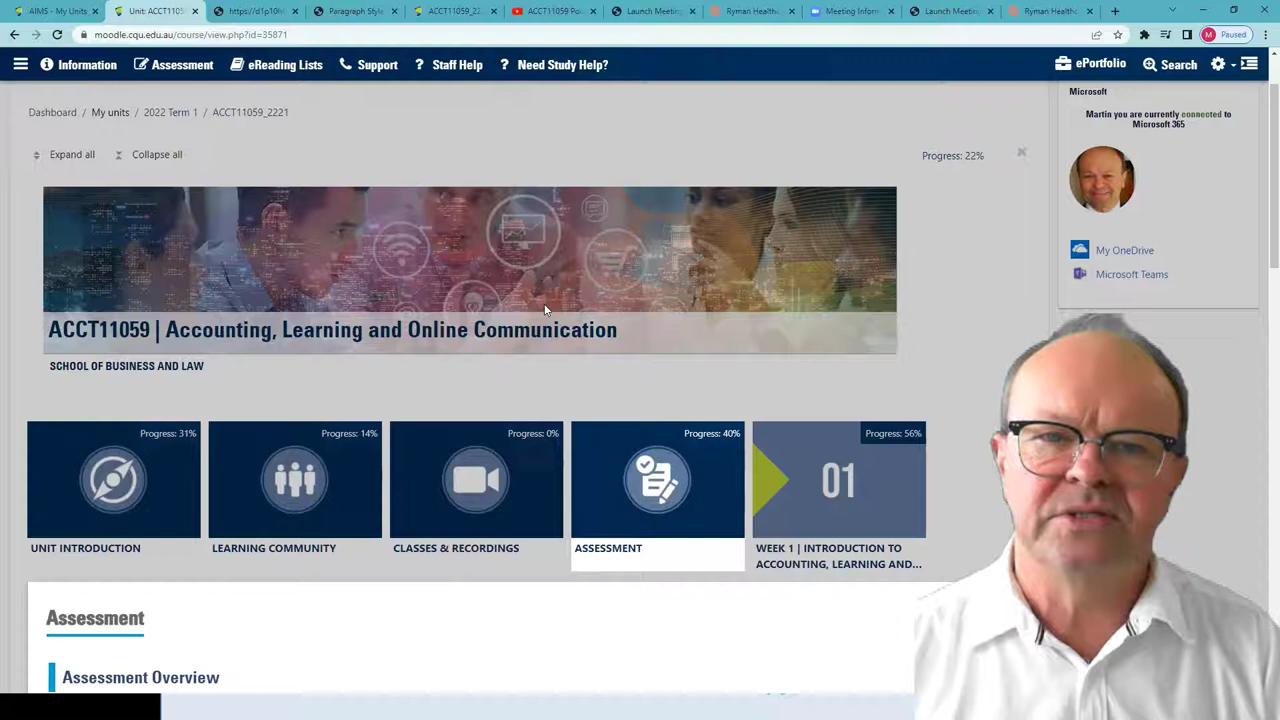 AIMS - My Units
Unit: ACCT1105
https://d1p10h
Paragraph Style
ACCT11059_22
ACCT11059 Po
Launch Meeting
Ryman Healthc
Meeting Inform
Launch Meeting
Ryman Healthc
moodle.cqu.edu.au/course/view.php?id=35871
M Paused
Information
Assessment
eReading Lists
Support
? Staff Help
? Need Study Help?
ePortfolio
Search
Dashboard / My units / 2022 Term 1 / ACCT11059_2221
Expand all
Collapse all
Progress: 22%
Microsoft
Martin you are currently connected to
Microsoft 365
My OneDrive
Microsoft Teams
ACCT11059 | Accounting, Learning and Online Communication
SCHOOL OF BUSINESS AND LAW
Progress: 31%
UNIT INTRODUCTION
Progress: 14%
LEARNING COMMUNITY
Progress: 0%
CLASSES & RECORDINGS
Progress: 40%
ASSESSMENT
Progress: 56%
01
WEEK 1 | INTRODUCTION TO
ACCOUNTING, LEARNING AND...
Assessment
Assessment Overview